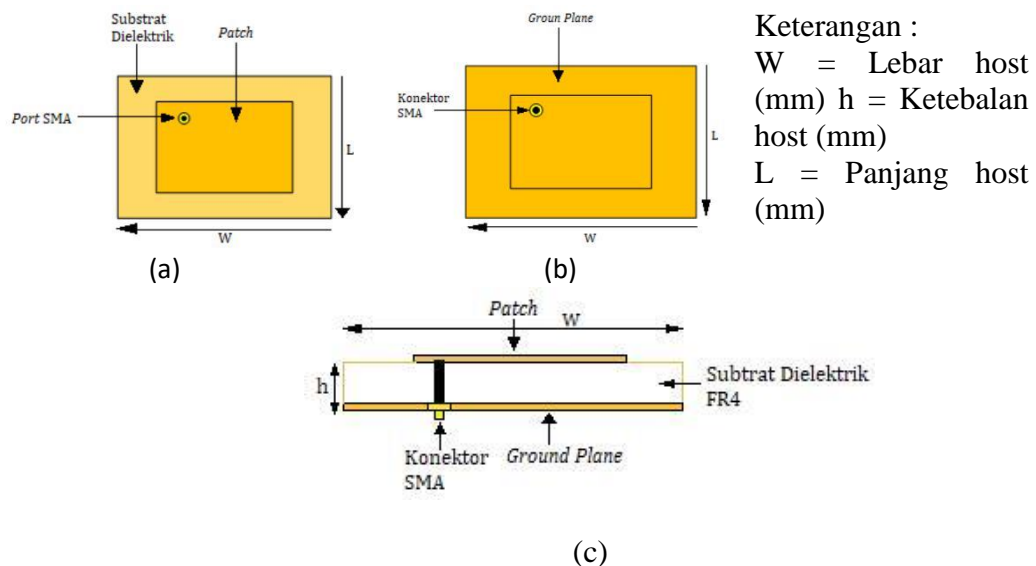 Substrat
Dielektrik
Patch
Port SMA
L
W
(a)
Groun Plane
Konektor
SMA
L
W
(b)
Keterangan :
W = Lebar host
(mm) h = Ketebalan
host (mm)
L = Panjang host
(mm)
Patch
W
h
Subtrat Dielektrik
FR4
Konektor
SMA
Ground Plane
(c)